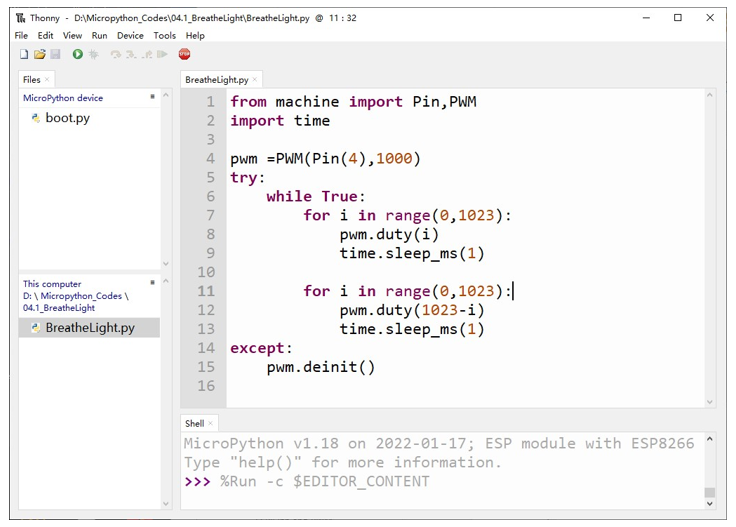 Thonny - D:\Micropython_Codes\04.1_BreatheLight\BreatheLight.py @ 11 : 32
File Edit View Run Device Tools Help
STOP
Files ×
MicroPython device
boot.py
This computer
D: \ Micropython_Codes \
04.1_BreatheLight
BreatheLight.py
BreatheLight.py ×
1 from machine import Pin,PWM
2 import time
3
4 pwm =PWM(Pin(4),1000)
5 try:
6     while True:
7         for i in range(0,1023):
8             pwm.duty(i)
9             time.sleep_ms(1)
10
11         for i in range(0,1023):
12             pwm.duty(1023-i)
13             time.sleep_ms(1)
14 except:
15     pwm.deinit()
16
Shell ×
MicroPython v1.18 on 2022-01-17; ESP module with ESP8266
Type "help()" for more information.
>>> %Run -c $EDITOR_CONTENT